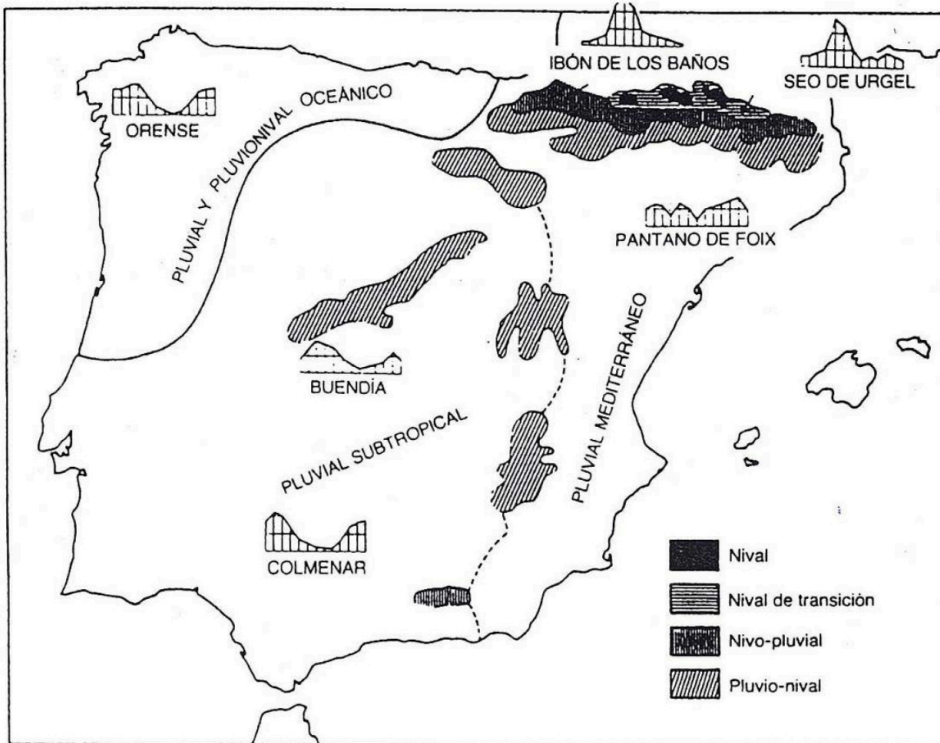 IBÓN DE LOS BAÑOS
SEO DE URGEL
ORENSE
PLUVIAL Y PLUVIONIVAL OCEÁNICO
PANTANO DE FOIX
BUENDÍA
PLUVIAL SUBTROPICAL
PLUVIAL MEDITERRÁNEO
COLMENAR
Nival
Nival de transición
Nivo-pluvial
Pluvio-nival